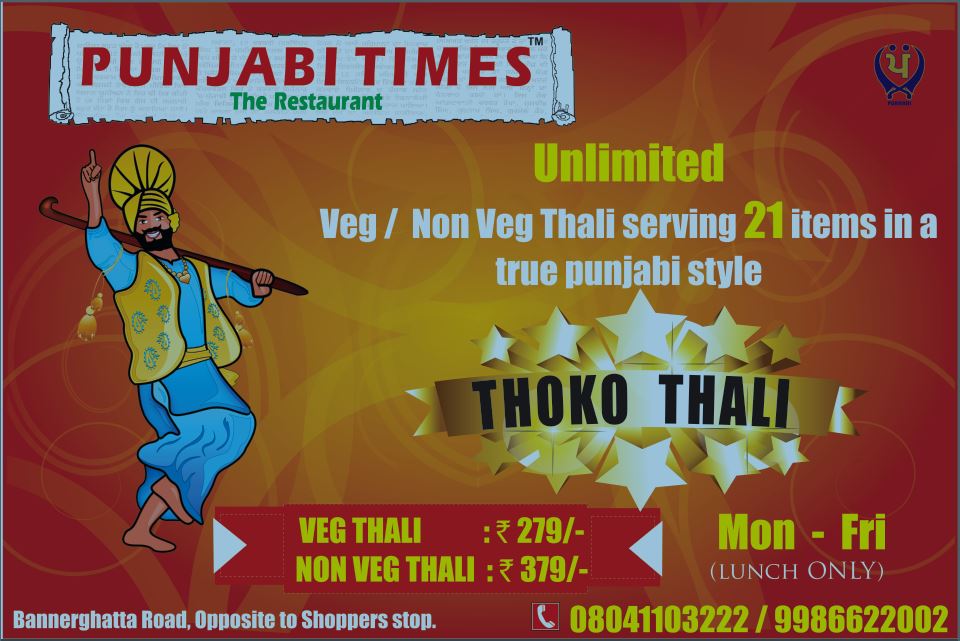 PUNJABI TIMES™
The Restaurant
ਪੰ
PUNJABI
Unlimited
Veg / Non Veg Thali serving 21 items in a
true punjabi style
THOKO THALI
VEG THALI : ₹ 279/-
NON VEG THALI : ₹ 379/-
Mon - Fri
(LUNCH ONLY)
Bannerghatta Road, Opposite to Shoppers stop.
08041103222 / 9986622002